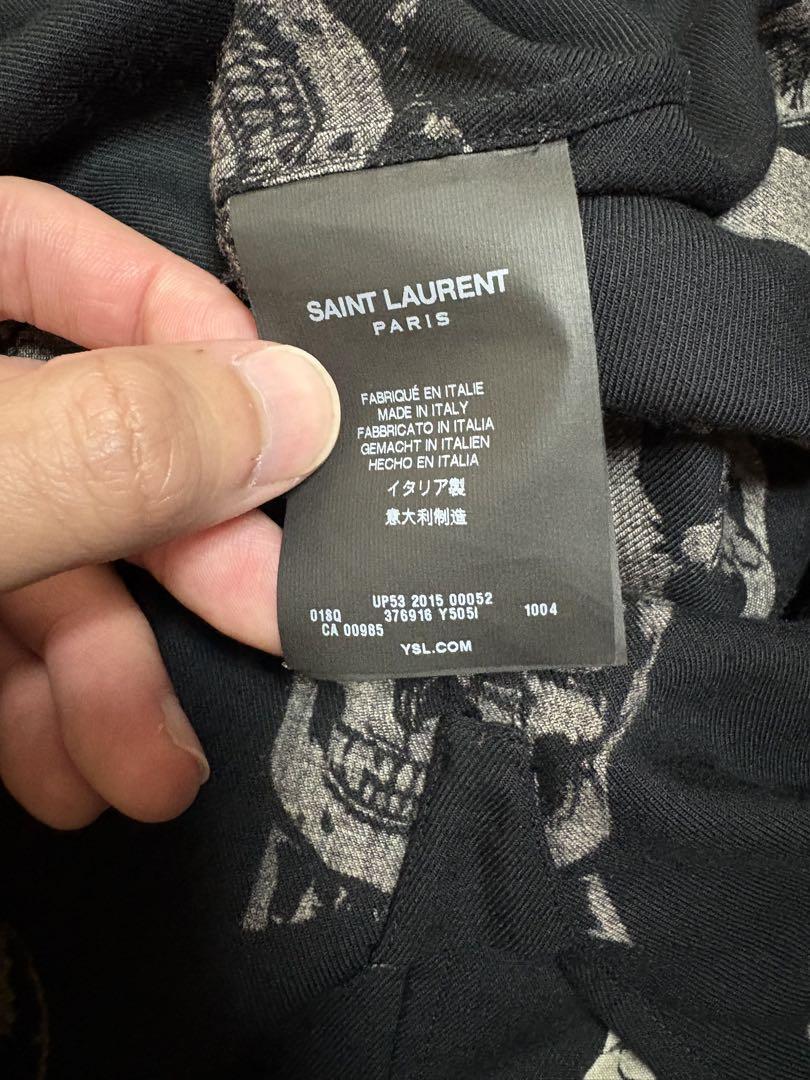 SAINT LAURENT
PARIS
FABRIQUÉ EN ITALIE
MADE IN ITALY
FABBRICATO IN ITALIA
GEMACHT IN ITALIEN
HECHO EN ITALIA
イタリア製
意大利制造
UP53 2015 00052
018Q 376916 Y505I 1004
CA 00985
YSL.COM